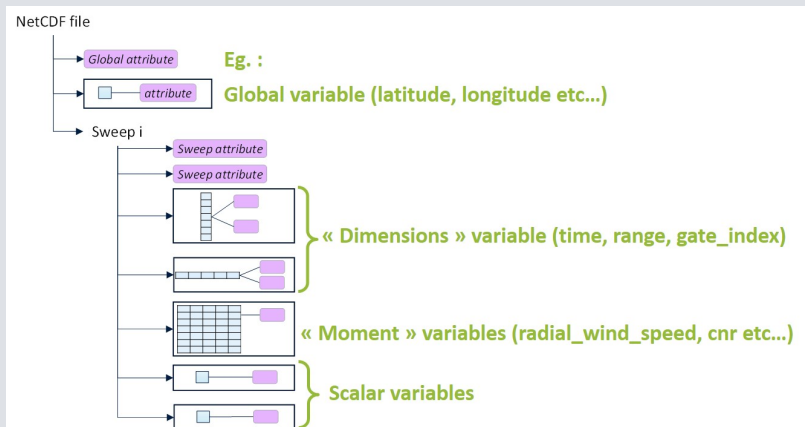 NetCDF file
Global attribute
Eg. :
attribute
Global variable (latitude, longitude etc...)
Sweep i
Sweep attribute
Sweep attribute
« Dimensions » variable (time, range, gate_index)
« Moment » variables (radial_wind_speed, cnr etc...)
Scalar variables